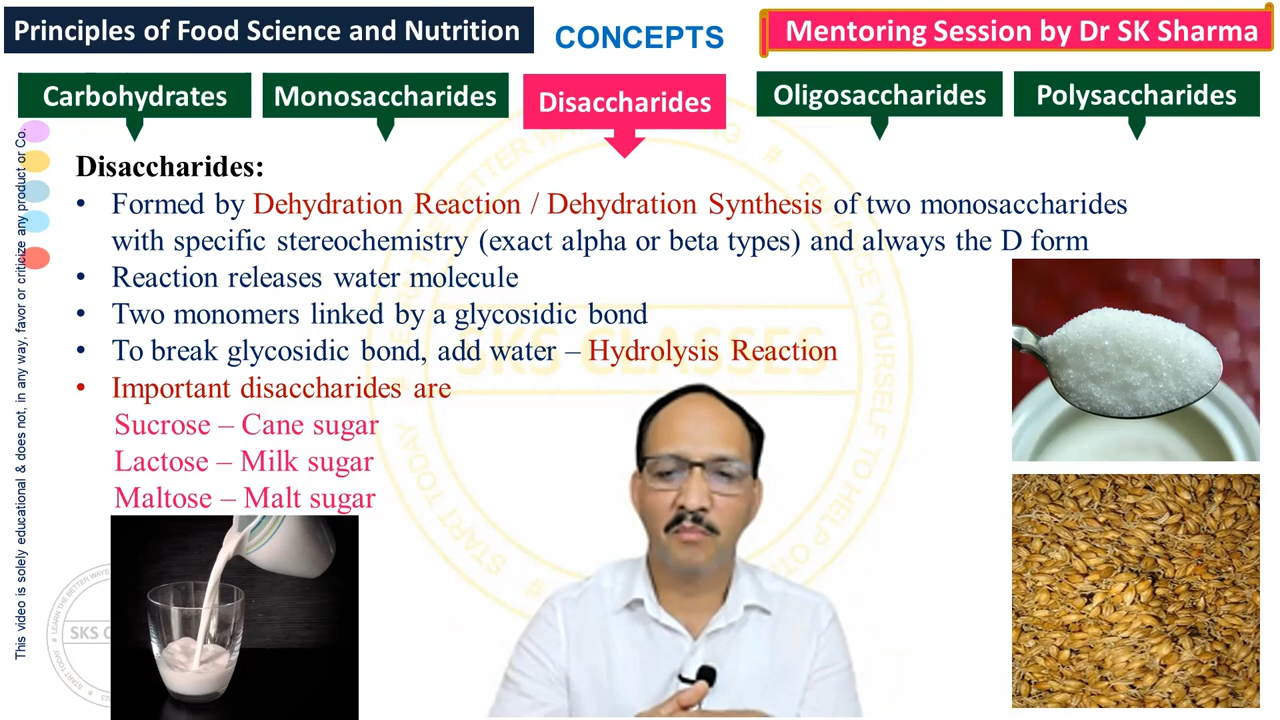 Principles of Food Science and Nutrition
CONCEPTS
Mentoring Session by Dr SK Sharma
Carbohydrates
Monosaccharides
Disaccharides
Oligosaccharides
Polysaccharides
Disaccharides:
• Formed by Dehydration Reaction / Dehydration Synthesis of two monosaccharides
with specific stereochemistry (exact alpha or beta types) and always the D form
• Reaction releases water molecule
• Two monomers linked by a glycosidic bond
• To break glycosidic bond, add water – Hydrolysis Reaction
• Important disaccharides are
Sucrose – Cane sugar
Lactose – Milk sugar
Maltose – Malt sugar
This video is solely educational & does not, in any way, favor or criticize any product or Co.
SKS CLASSES